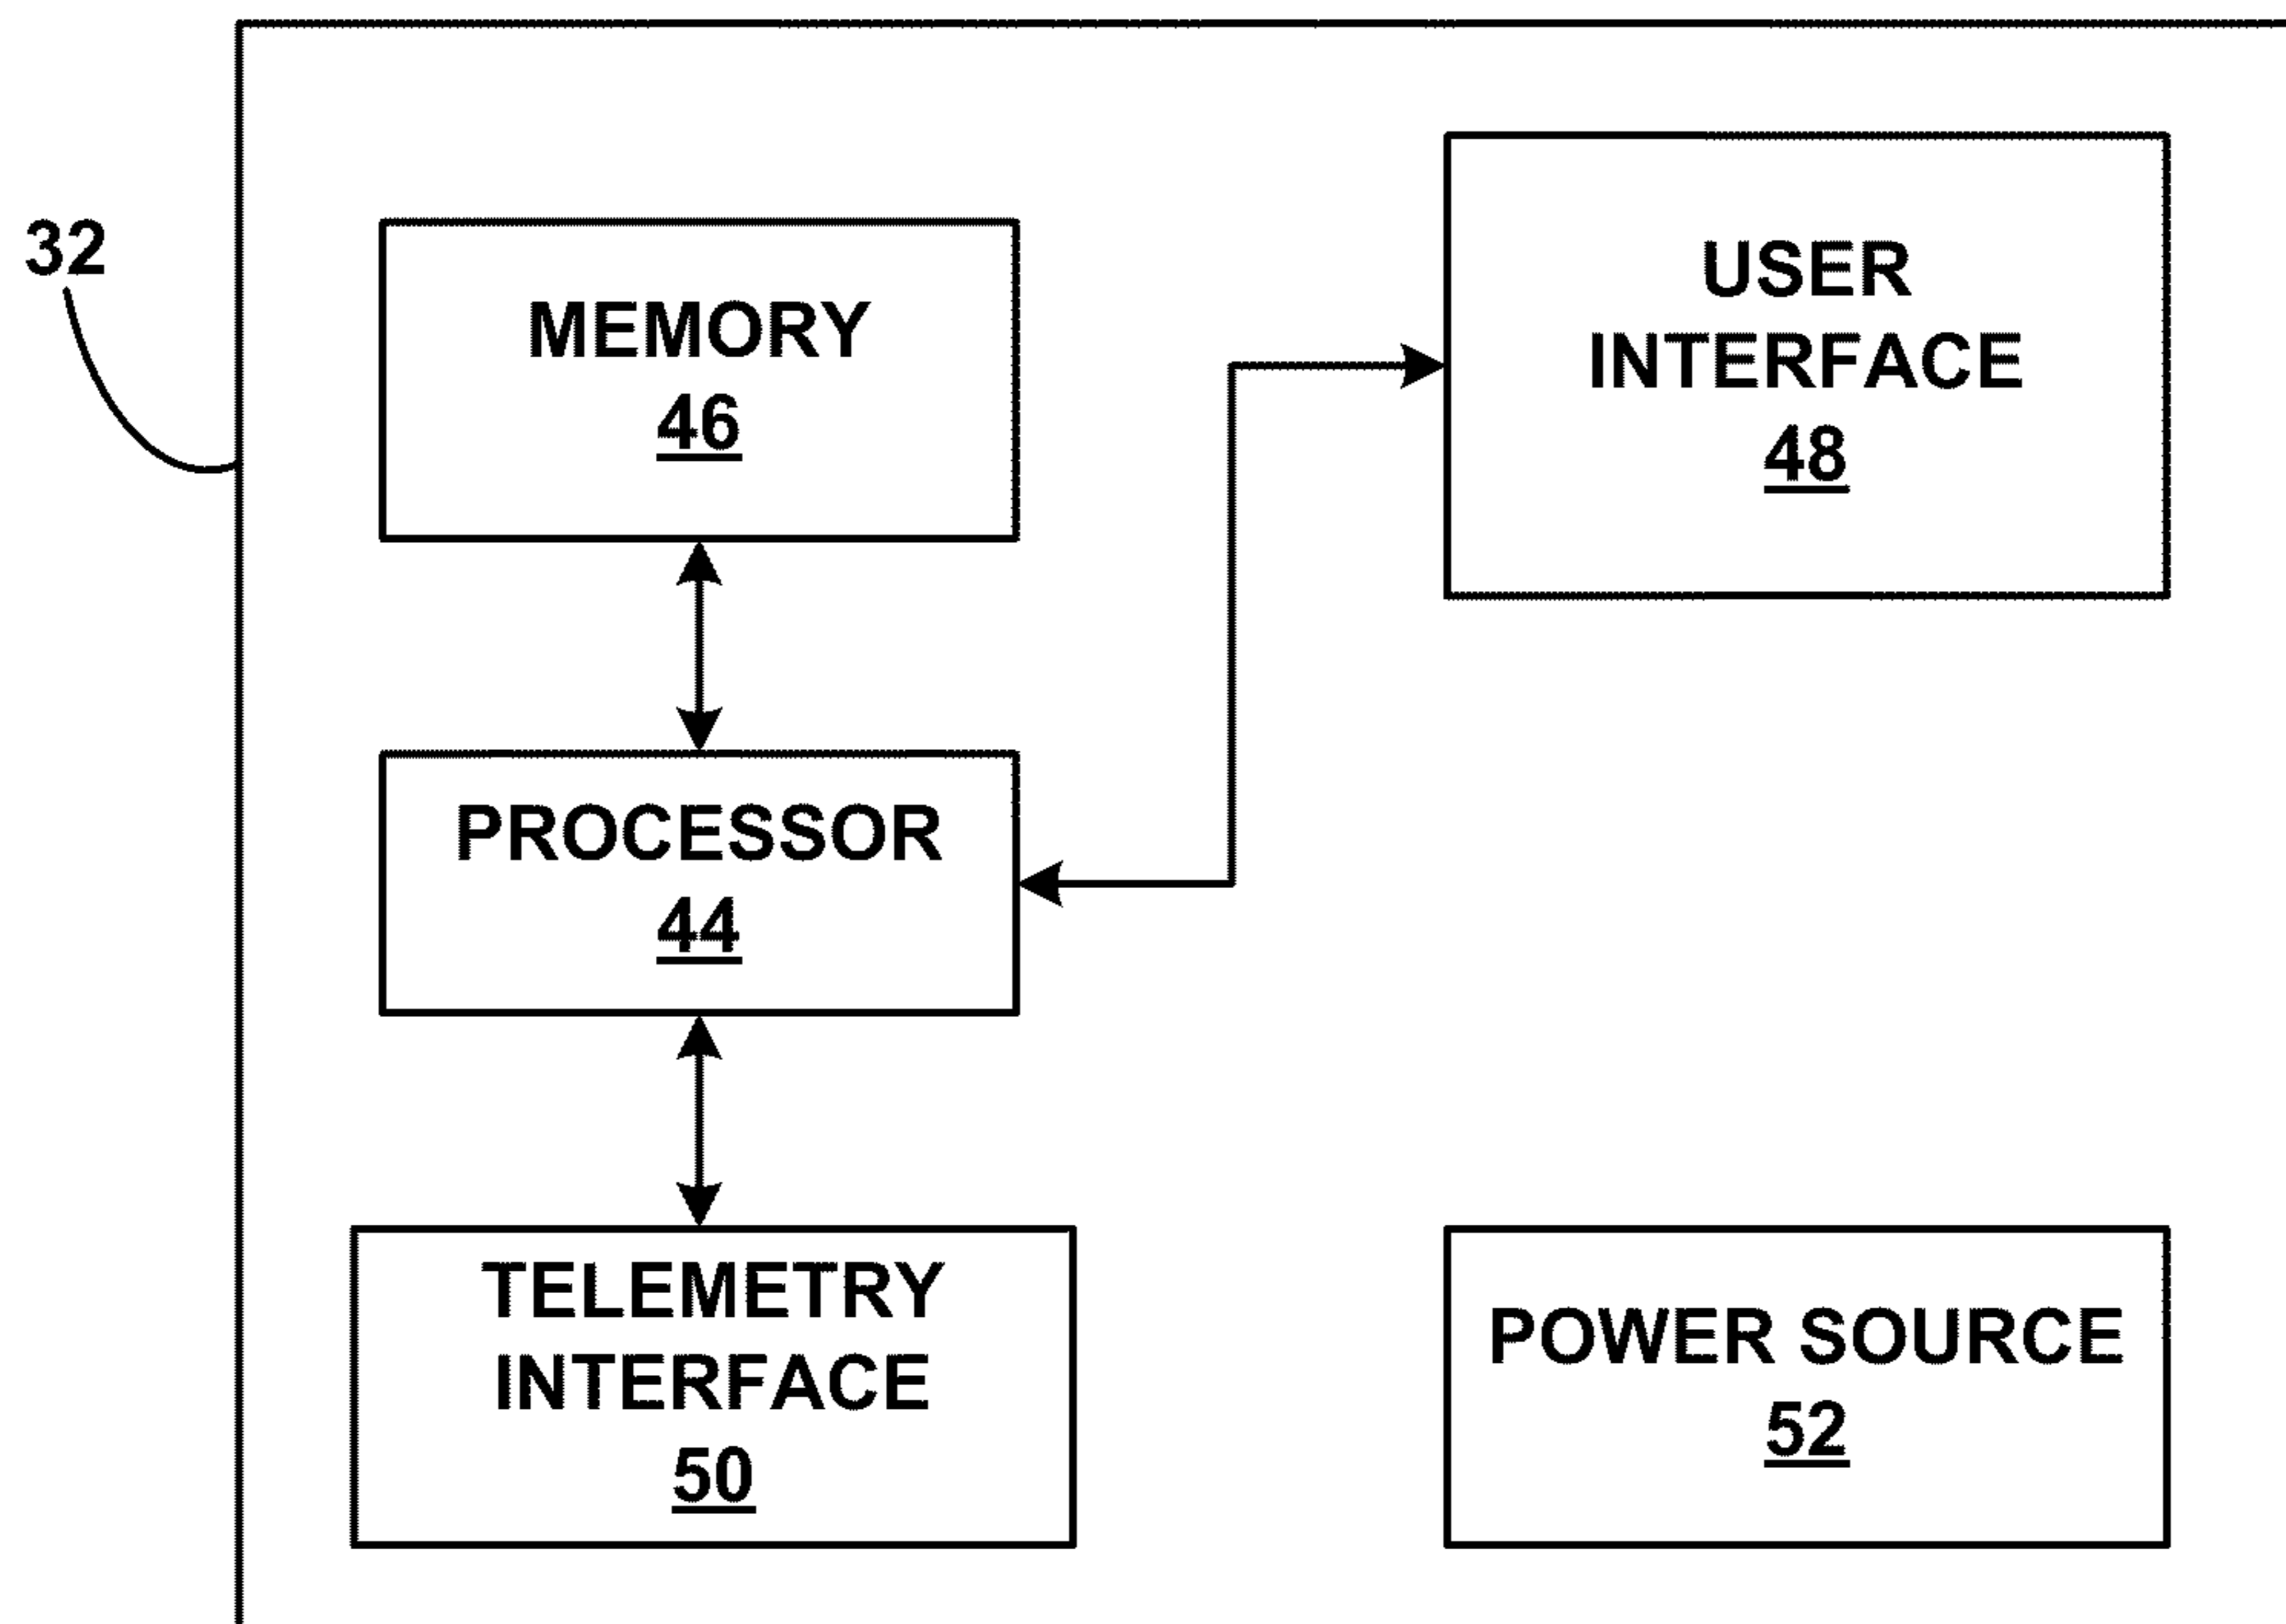 32
MEMORY
46
USER
INTERFACE
48
PROCESSOR
44
TELEMETRY
INTERFACE
50
POWER SOURCE
52